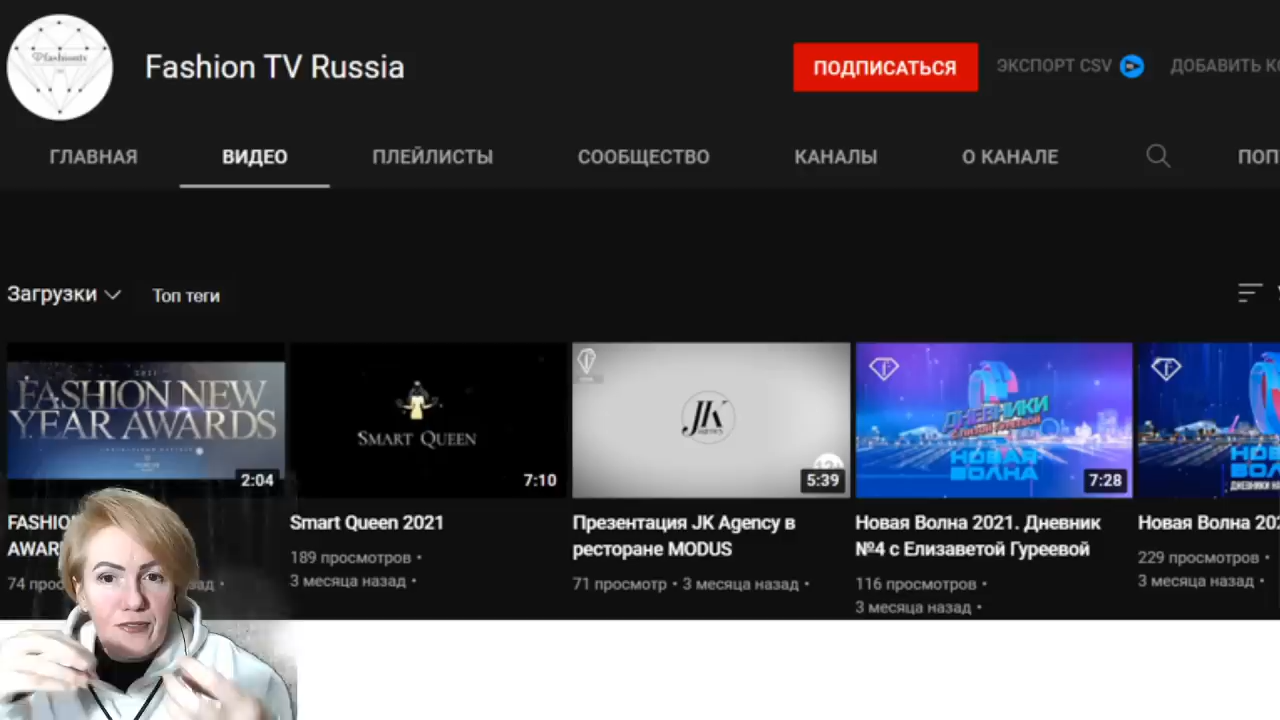 Fashion TV Russia
ПОДПИСАТЬСЯ
ЭКСПОРТ CSV
ДОБАВИТЬ КО
ГЛАВНАЯ
ВИДЕО
ПЛЕЙЛИСТЫ
СООБЩЕСТВО
КАНАЛЫ
О КАНАЛЕ
ПОП
Загрузки
Топ теги
FASHION NEW
YEAR AWARDS
2:04
SMART QUEEN
7:10
JK
5:39
ДНЕВНИКИ
НОВАЯ
ВОЛНА
7:28
FASHIO
AWAR
74 прос
зад •
Smart Queen 2021
189 просмотров •
3 месяца назад •
Презентация JK Agency в
ресторане MODUS
71 просмотр • 3 месяца назад •
Новая Волна 2021. Дневник
№4 с Елизаветой Гуреевой
116 просмотров •
3 месяца назад •
Новая Волна 202
229 просмотров •
3 месяца назад •